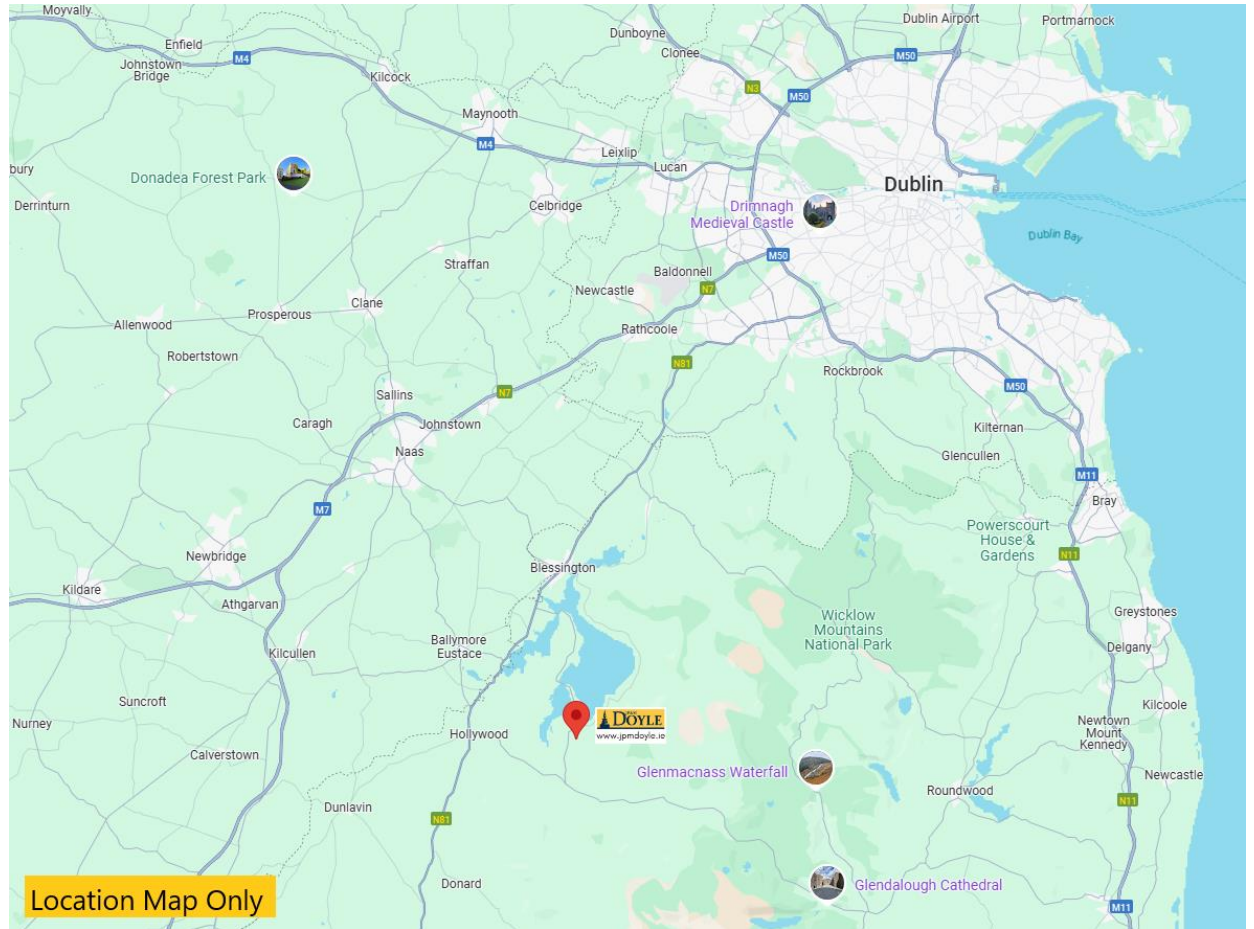 Moyvally
Enfield
Johnstown
Bridge
M4
Kilcock
Dunboyne
Clonee
Dublin Airport
Portmarnock
M50
N3
M50
Maynooth
M4
Leixlip
Lucan
bury
Donadea Forest Park
Derrinturn
Celbridge
Dublin
Drimnagh
Medieval Castle
Dublin Bay
M50
Straffan
Baldonnell
Newcastle
N7
Clane
Prosperous
Allenwood
Rathcoole
Robertstown
N81
Rockbrook
M50
Sallins
N7
Caragh
Johnstown
Naas
Kilternan
Glencullen
M11
Bray
M7
Powerscourt
House &
Gardens
N11
Newbridge
Blessington
Kildare
Athgarvan
Wicklow
Mountains
National Park
Greystones
Delgany
Ballymore
Eustace
Kilcullen
Suncroft
Nurney
Hollywood
DOYLE
www.jpmdoyle.ie
Kilcoole
Newtown
Mount
Kennedy
Calverstown
Glenmacnass Waterfall
Newcastle
Roundwood
N11
Dunlavin
N81
Donard
Glendalough Cathedral
M11
Location Map Only